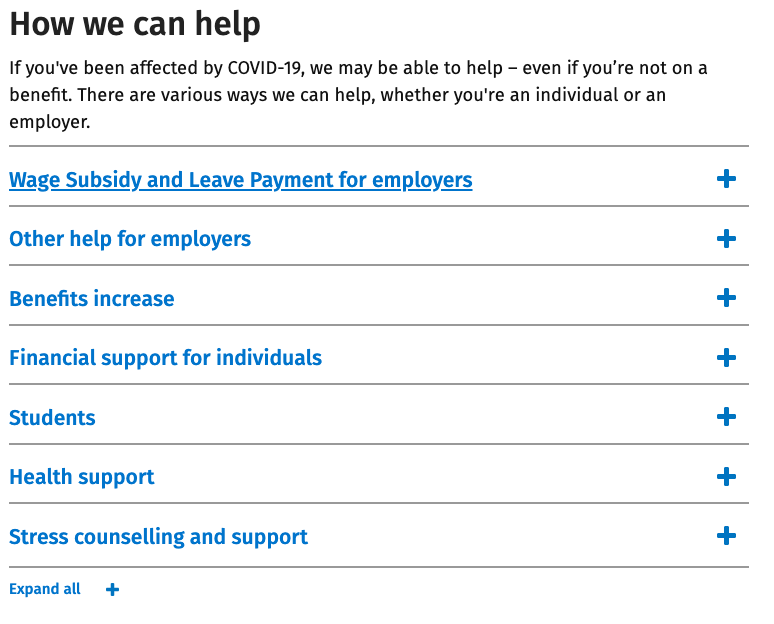 How we can help
If you've been affected by COVID-19, we may be able to help – even if you’re not on a
benefit. There are various ways we can help, whether you're an individual or an
employer.
Wage Subsidy and Leave Payment for employers
Other help for employers
Benefits increase
Financial support for individuals
Students
Health support
Stress counselling and support
Expand all